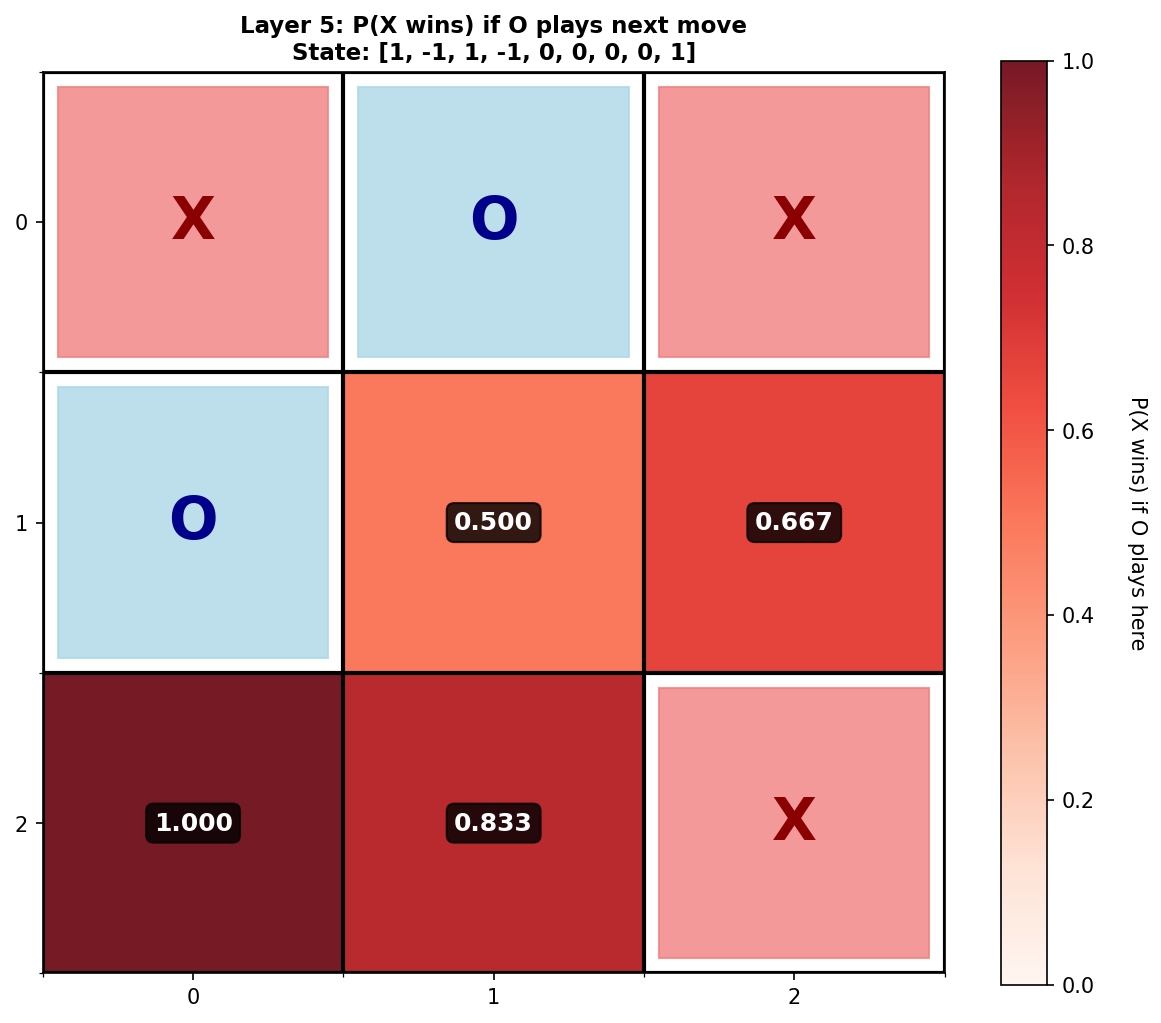 Layer 5: P(X wins) if O plays next move
State: [1, -1, 1, -1, 0, 0, 0, 0, 1]
0
X
O
X
1
O
0.500
0.667
2
1.000
0.833
X
0
1
2
1.0
0.8
0.6
0.4
0.2
0.0
P(X wins) if O plays here